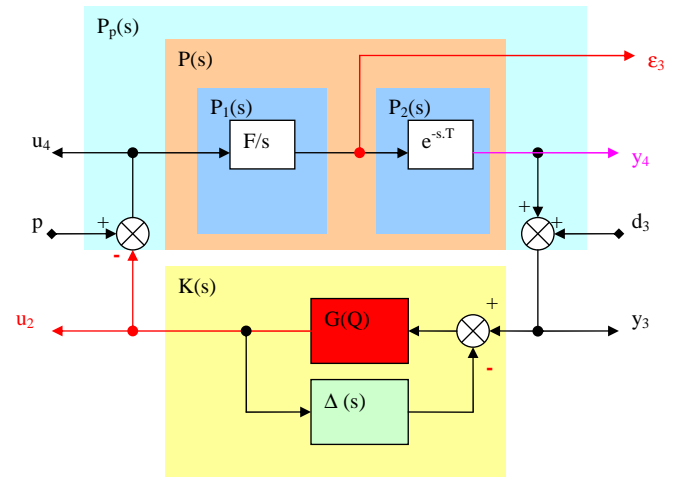 Pp(s)
P(s)
ε3
P1(s)
P2(s)
u4
F/s
e-s.T
y4
p
+
-
+
+
d3
K(s)
u2
G(Q)
+
-
y3
Δ (s)